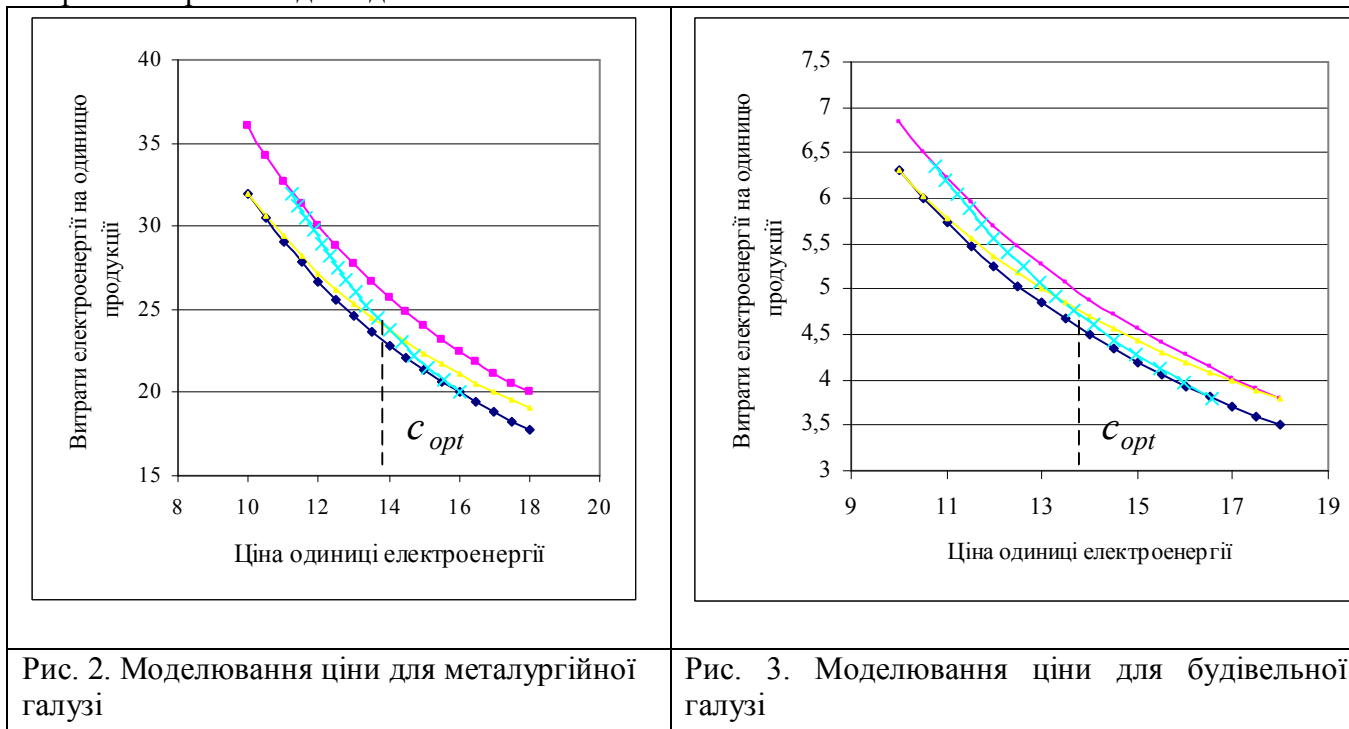 40
35
30
25
20
15
8 10 12 14 16 18 20
Витрати електроенергії на одиницю
продукції
Ціна одиниці електроенергії
c opt
7,5
7
6,5
6
5,5
5
4,5
4
3,5
3
9 11 13 15 17 19
Витрати електроенергії на одиницю
продукції
Ціна одиниці електроенергії
c opt
Рис. 2. Моделювання ціни для металургійної
галузі
Рис. 3. Моделювання ціни для будівельної
галузі